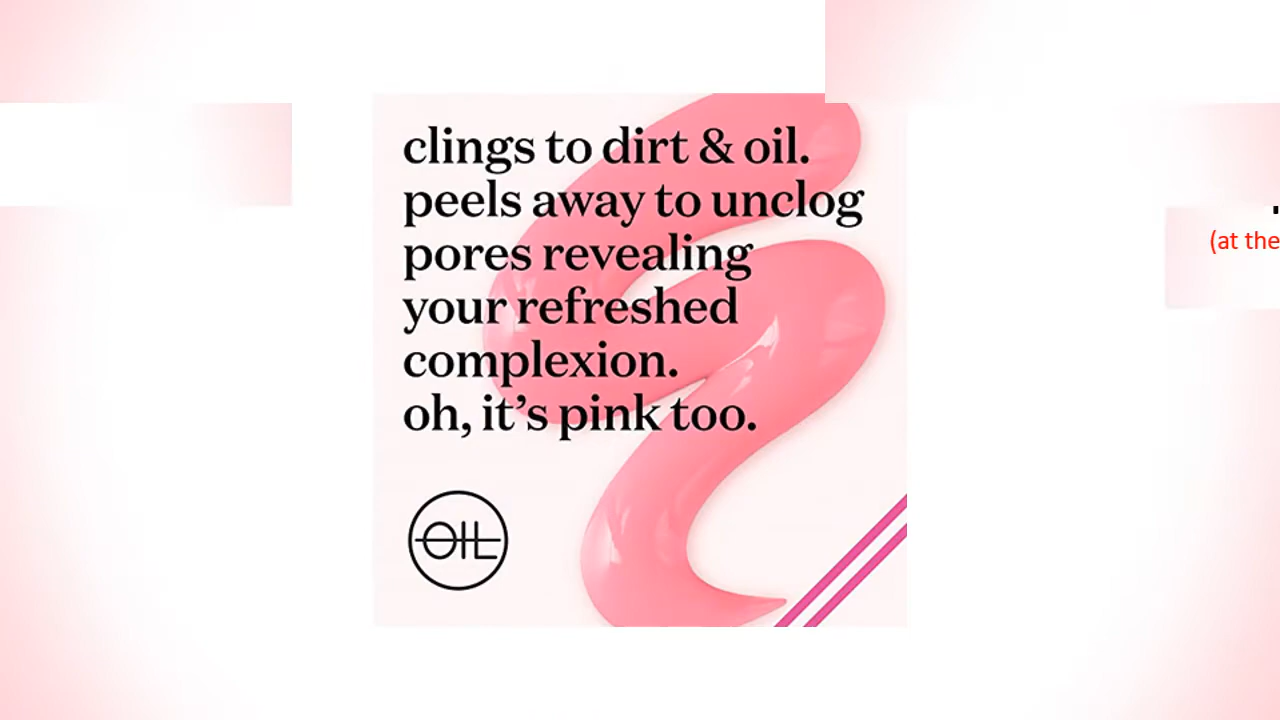 clings to dirt & oil.
peels away to unclog
pores revealing
your refreshed
complexion.
oh, it’s pink too.
OIL
(at the